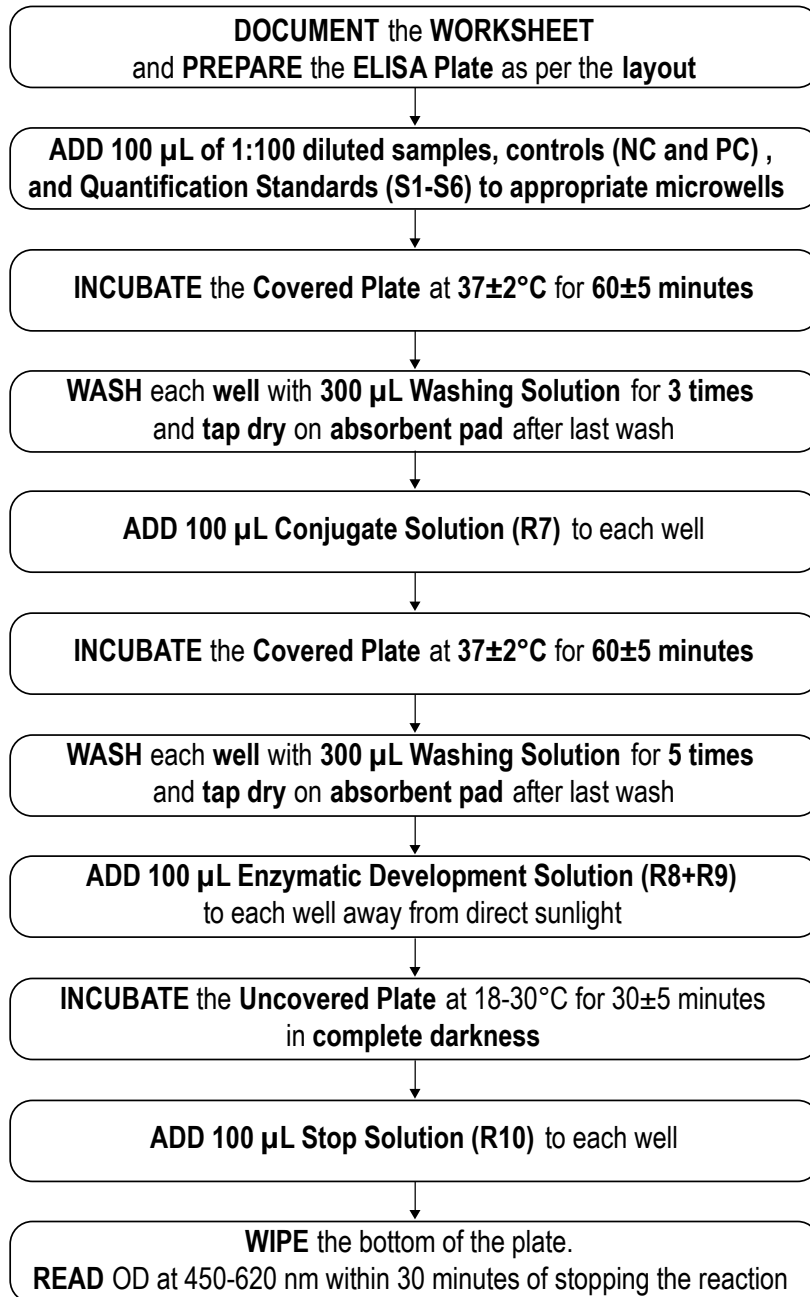 DOCUMENT the WORKSHEET
and PREPARE the ELISA Plate as per the layout
ADD 100 µL of 1:100 diluted samples, controls (NC and PC) ,
and Quantification Standards (S1-S6) to appropriate microwells
INCUBATE the Covered Plate at 37±2°C for 60±5 minutes
WASH each well with 300 µL Washing Solution for 3 times
and tap dry on absorbent pad after last wash
ADD 100 µL Conjugate Solution (R7) to each well
INCUBATE the Covered Plate at 37±2°C for 60±5 minutes
WASH each well with 300 µL Washing Solution for 5 times
and tap dry on absorbent pad after last wash
ADD 100 µL Enzymatic Development Solution (R8+R9)
to each well away from direct sunlight
INCUBATE the Uncovered Plate at 18-30°C for 30±5 minutes
in complete darkness
ADD 100 µL Stop Solution (R10) to each well
WIPE the bottom of the plate.
READ OD at 450-620 nm within 30 minutes of stopping the reaction